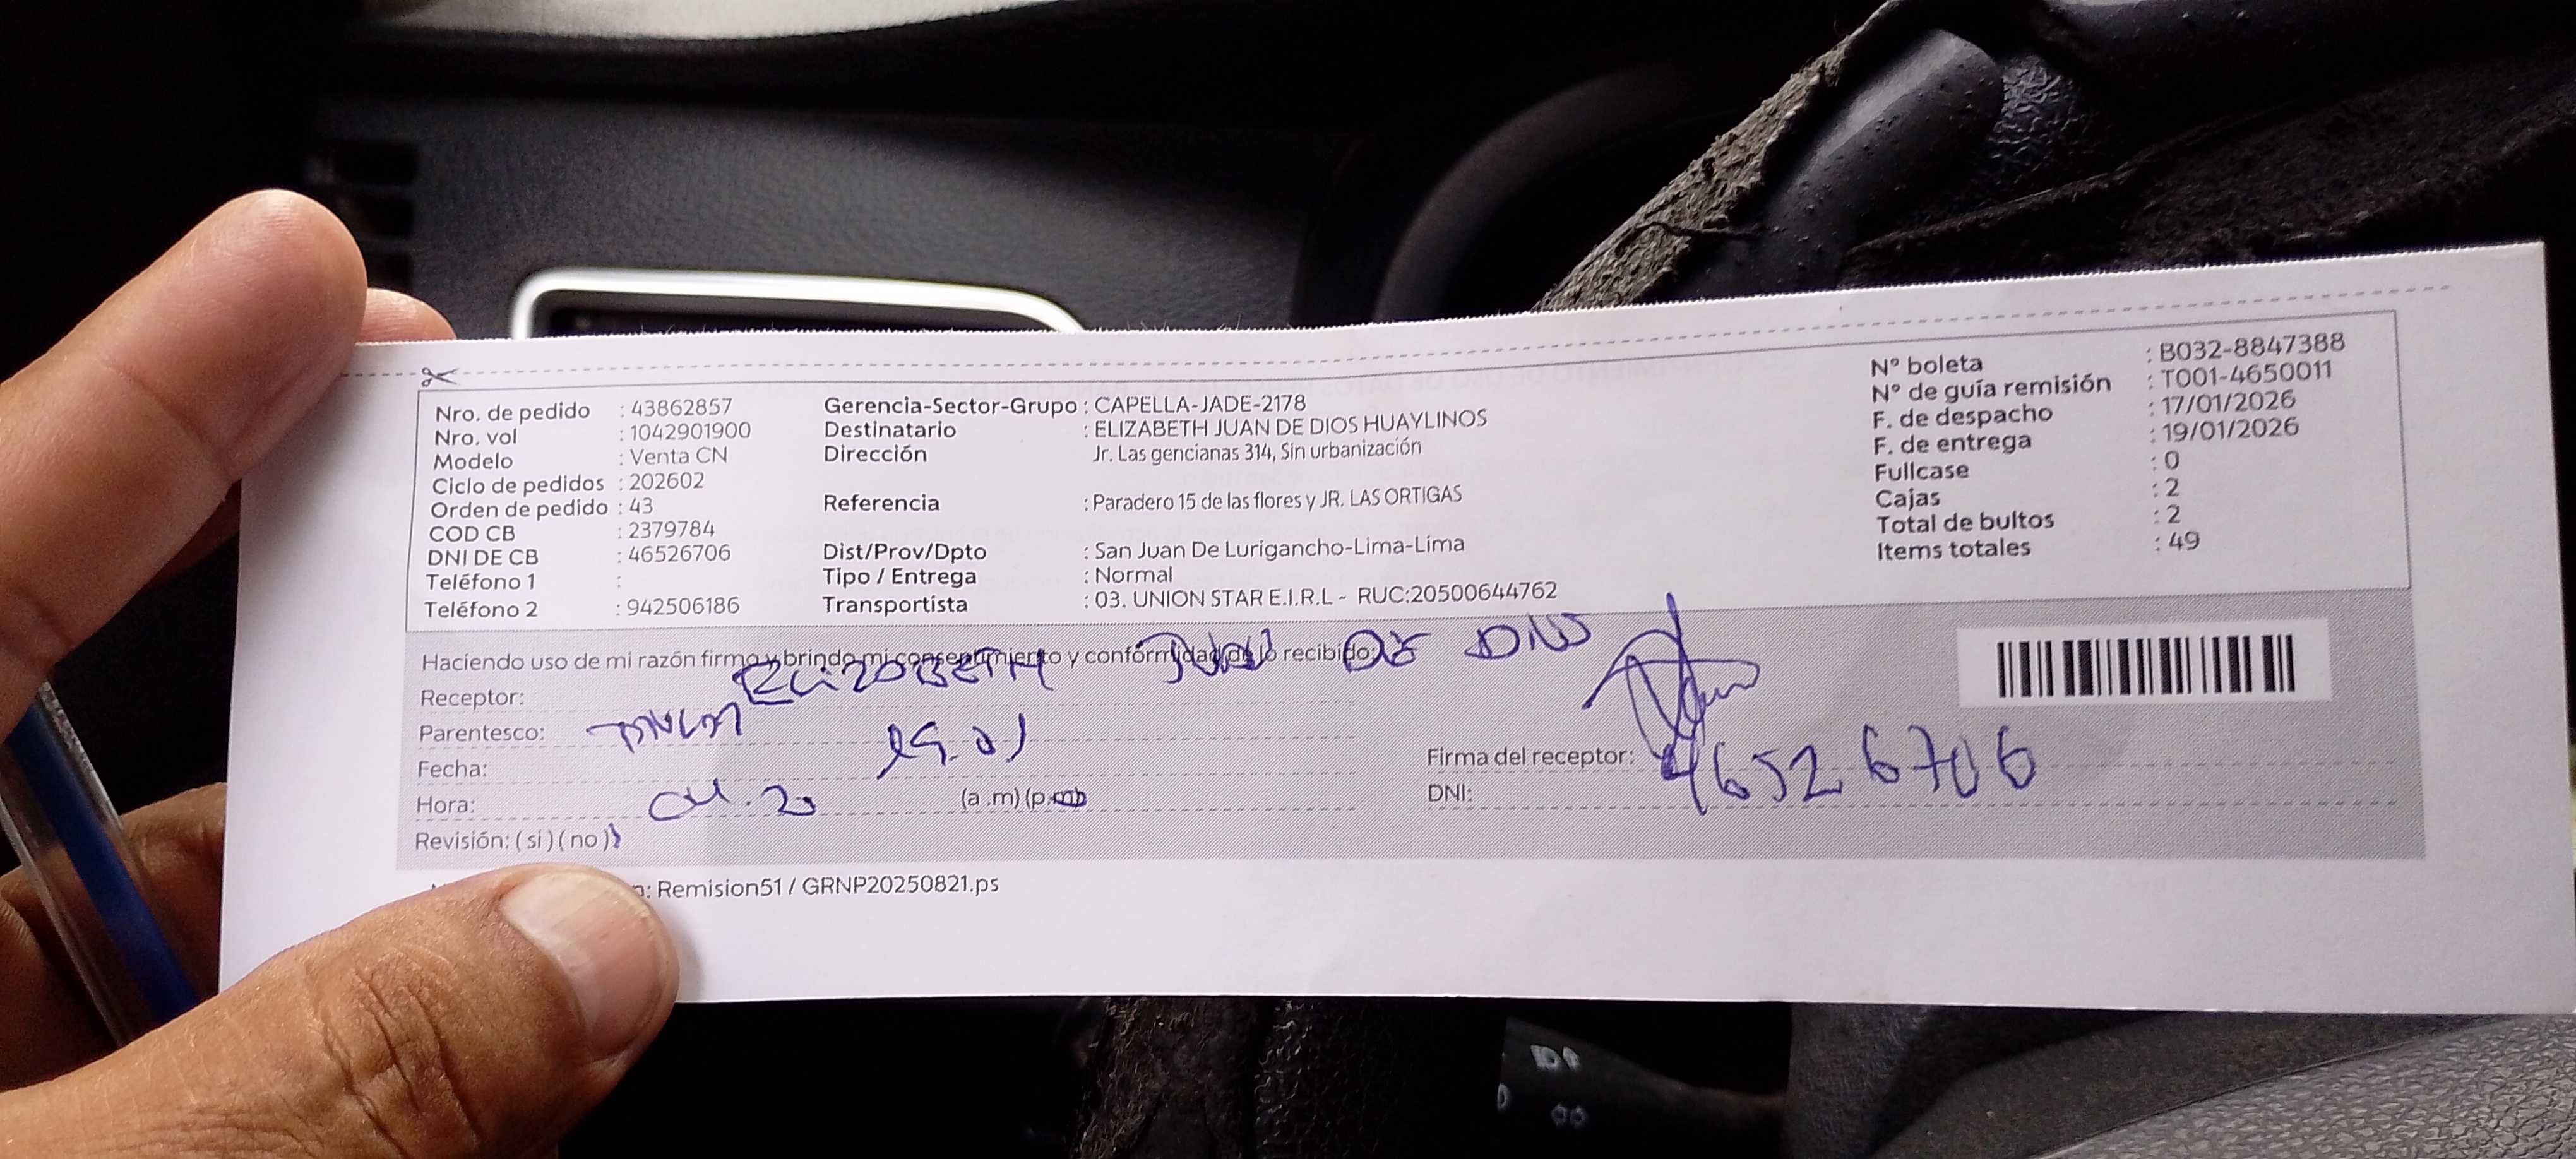 Nro. de pedido : 43862857
Nro. vol : 1042901900
Modelo : Venta CN
Ciclo de pedidos : 202602
Orden de pedido : 43
COD CB : 2379784
DNI DE CB : 46526706
Teléfono 1 :
Teléfono 2 : 942506186
Gerencia-Sector-Grupo : CAPELLA-JADE-2178
Destinatario : ELIZABETH JUAN DE DIOS HUAYLINOS
Dirección Jr. Las gencianas 314, Sin urbanización
Referencia : Paradero 15 de las flores y JR. LAS ORTIGAS
Dist/Prov/Dpto : San Juan De Lurigancho-Lima-Lima
Tipo / Entrega : Normal
Transportista : 03. UNION STAR E.I.R.L - RUC:20500644762
Nº boleta : B032-8847388
Nº de guía remisión : T001-4650011
F. de despacho : 17/01/2026
F. de entrega : 19/01/2026
Fullcase : 0
Cajas : 2
Total de bultos : 2
Items totales : 49
Haciendo uso de mi razón firmo y brindo mi consentimiento y conformidad de lo recibido:
Receptor: ELIZABETH JUAN DE DIOS
Parentesco:
Fecha: 19.01
Hora: (a.m) (p.
Revisión: (si) (no)
Firma del receptor:
DNI: 46526706
: Remision51 / GRNP20250821.ps